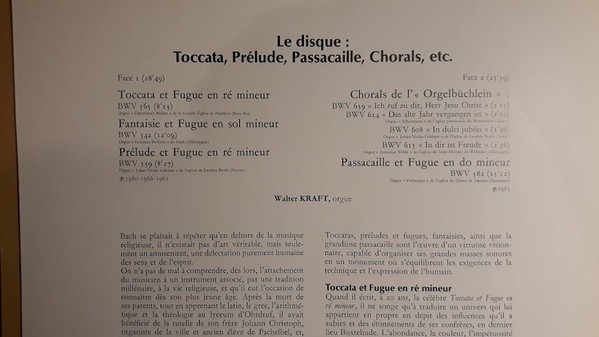 Le disque :
Toccata, Prélude, Passacaille, Chorals, etc.
Face 1 (28'49)
Toccata et Fugue en ré mineur
BWV 565 (8'13)
Fantaisie et Fugue en sol mineur
BWV 542 (12'09)
Prélude et Fugue en ré mineur
BWV 539 (8'27)
℗ 1960-1966-1965
Face 2 (23'39)
Chorals de l'« Orgelbüchlein » :
BWV 639 « Ich ruf zu dir, Herr Jesu Christ »
BWV 614 « Das alte Jahr vergangen ist »
BWV 608 « In dulci jubilo »
BWV 615 « In dir ist Freude »
Passacaille et Fugue en do mineur
BWV 582 (15'12)
Walter KRAFT, orgue
Bach se plaisait à répéter qu'en dehors de la musique
religieuse, il n'existait pas d'art véritable, mais seule-
ment un amusement, une délectation purement humaine
des sens et de l'esprit.
On n'a pas de mal à comprendre, dès lors, l'attachement
du musicien à un instrument associé, par une tradition
millénaire, à la vie religieuse, et qu'il eut l'occasion de
connaître dès son plus jeune âge. Après la mort de
ses parents, tout en apprenant le latin, le grec, l'arithmé-
tique et la théologie au lyceum d'Ohrdruf, il avait
bénéficié de la tutelle de son frère Johann Christoph,
organiste de la ville et ancien élève de Pachelbel, et,
Toccatas, préludes et fugues, fantaisies, ainsi que la
grandiose passacaille sont l'œuvre d'un virtuose vision-
naire, capable d'organiser ses grandes masses sonores
en un monument où s'équilibrent les exigences de la
technique et l'expression de l'humain.
Toccata et Fugue en ré mineur
Quand il écrit, à 20 ans, la célèbre Toccata et Fugue en
ré mineur, il ne songe qu'à traduire un univers qui lui
appartient en propre en dépit des influences qu'il a
subies et des étonnements de ses confrères, en dernier
lieu Buxtehude. L'abondance, la couleur, l'impétuosité